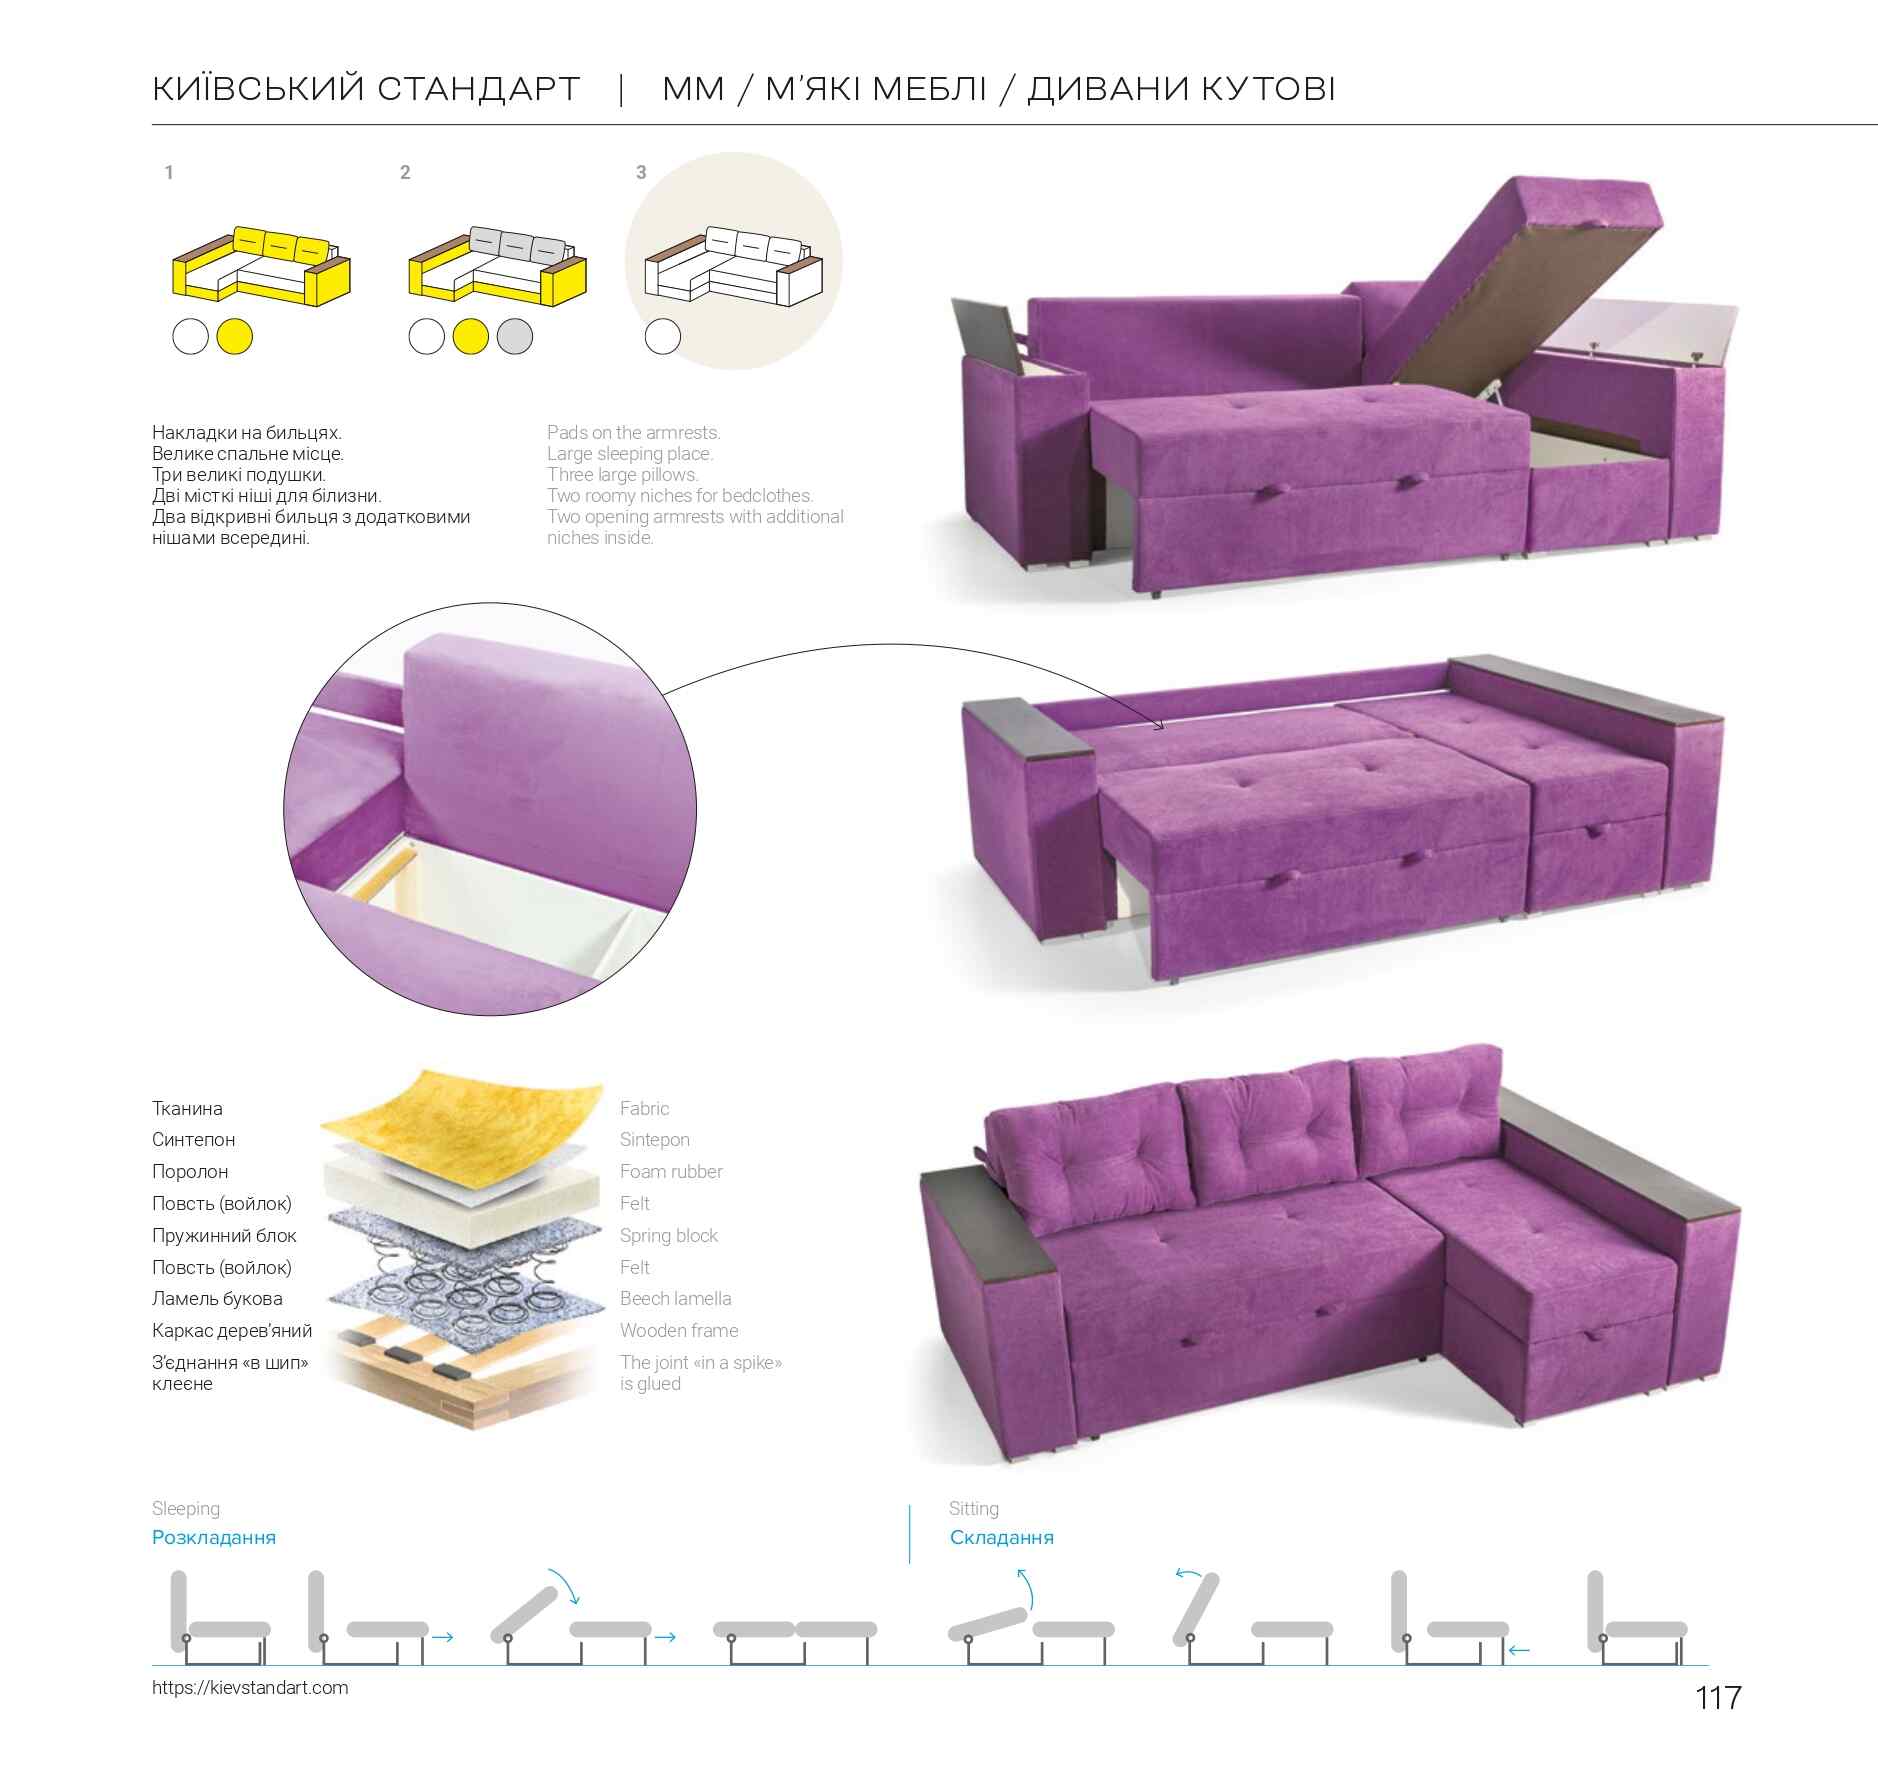 КИЇВСЬКИЙ СТАНДАРТ | ММ / М’ЯКІ МЕБЛІ / ДИВАНИ КУТОВІ
1
2
3
Накладки на бильцях.
Велике спальне місце.
Три великі подушки.
Дві місткі ніші для білизни.
Два відкривні бильця з додатковими
нішами всередині.
Pads on the armrests.
Large sleeping place.
Three large pillows.
Two roomy niches for bedclothes.
Two opening armrests with additional
niches inside.
Тканина
Синтепон
Поролон
Повсть (войлок)
Пружинний блок
Повсть (войлок)
Ламель букова
Каркас дерев’яний
З’єднання «в шип»
клеєне
Fabric
Sintepon
Foam rubber
Felt
Spring block
Felt
Beech lamella
Wooden frame
The joint «in a spike»
is glued
Sleeping
Розкладання
Sitting
Складання
https://kievstandart.com
117